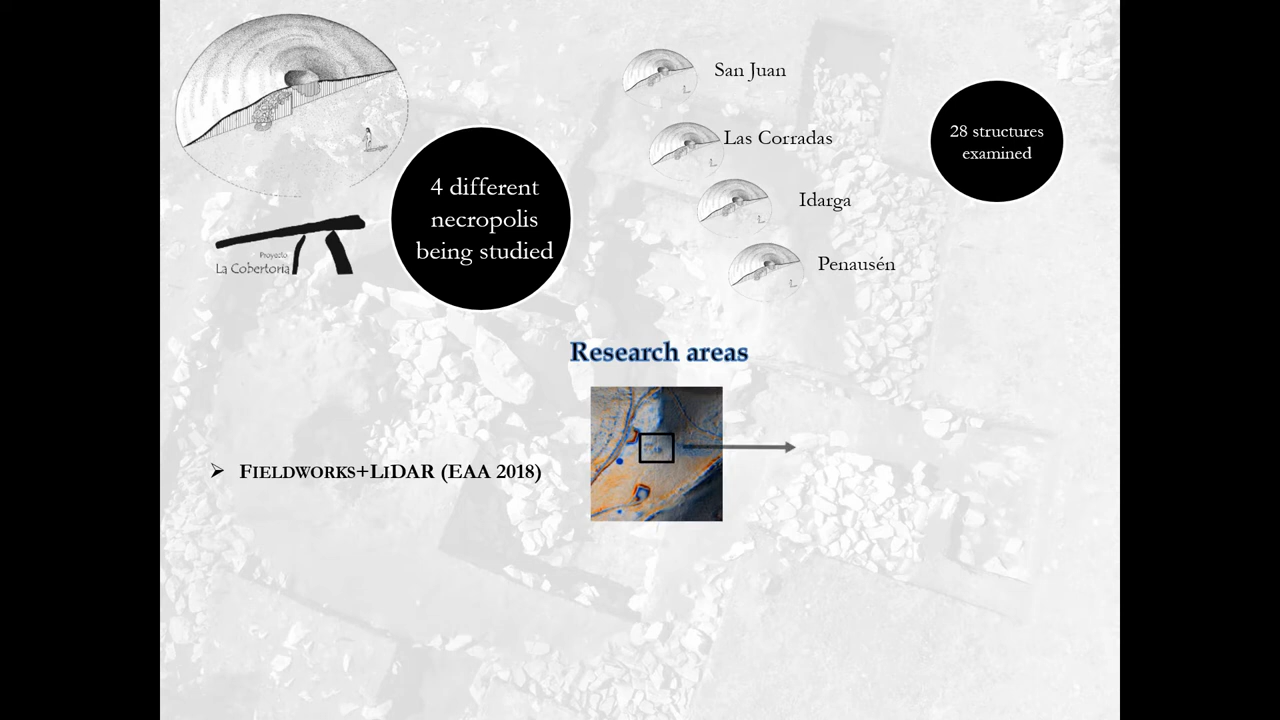 San Juan
Las Corradas
Idarga
Penausén
28 structures
examined
4 different
necropolis
being studied
Proyecto
La Cobertoria
Research areas
FIELDWORKS+LIDAR (EAA 2018)